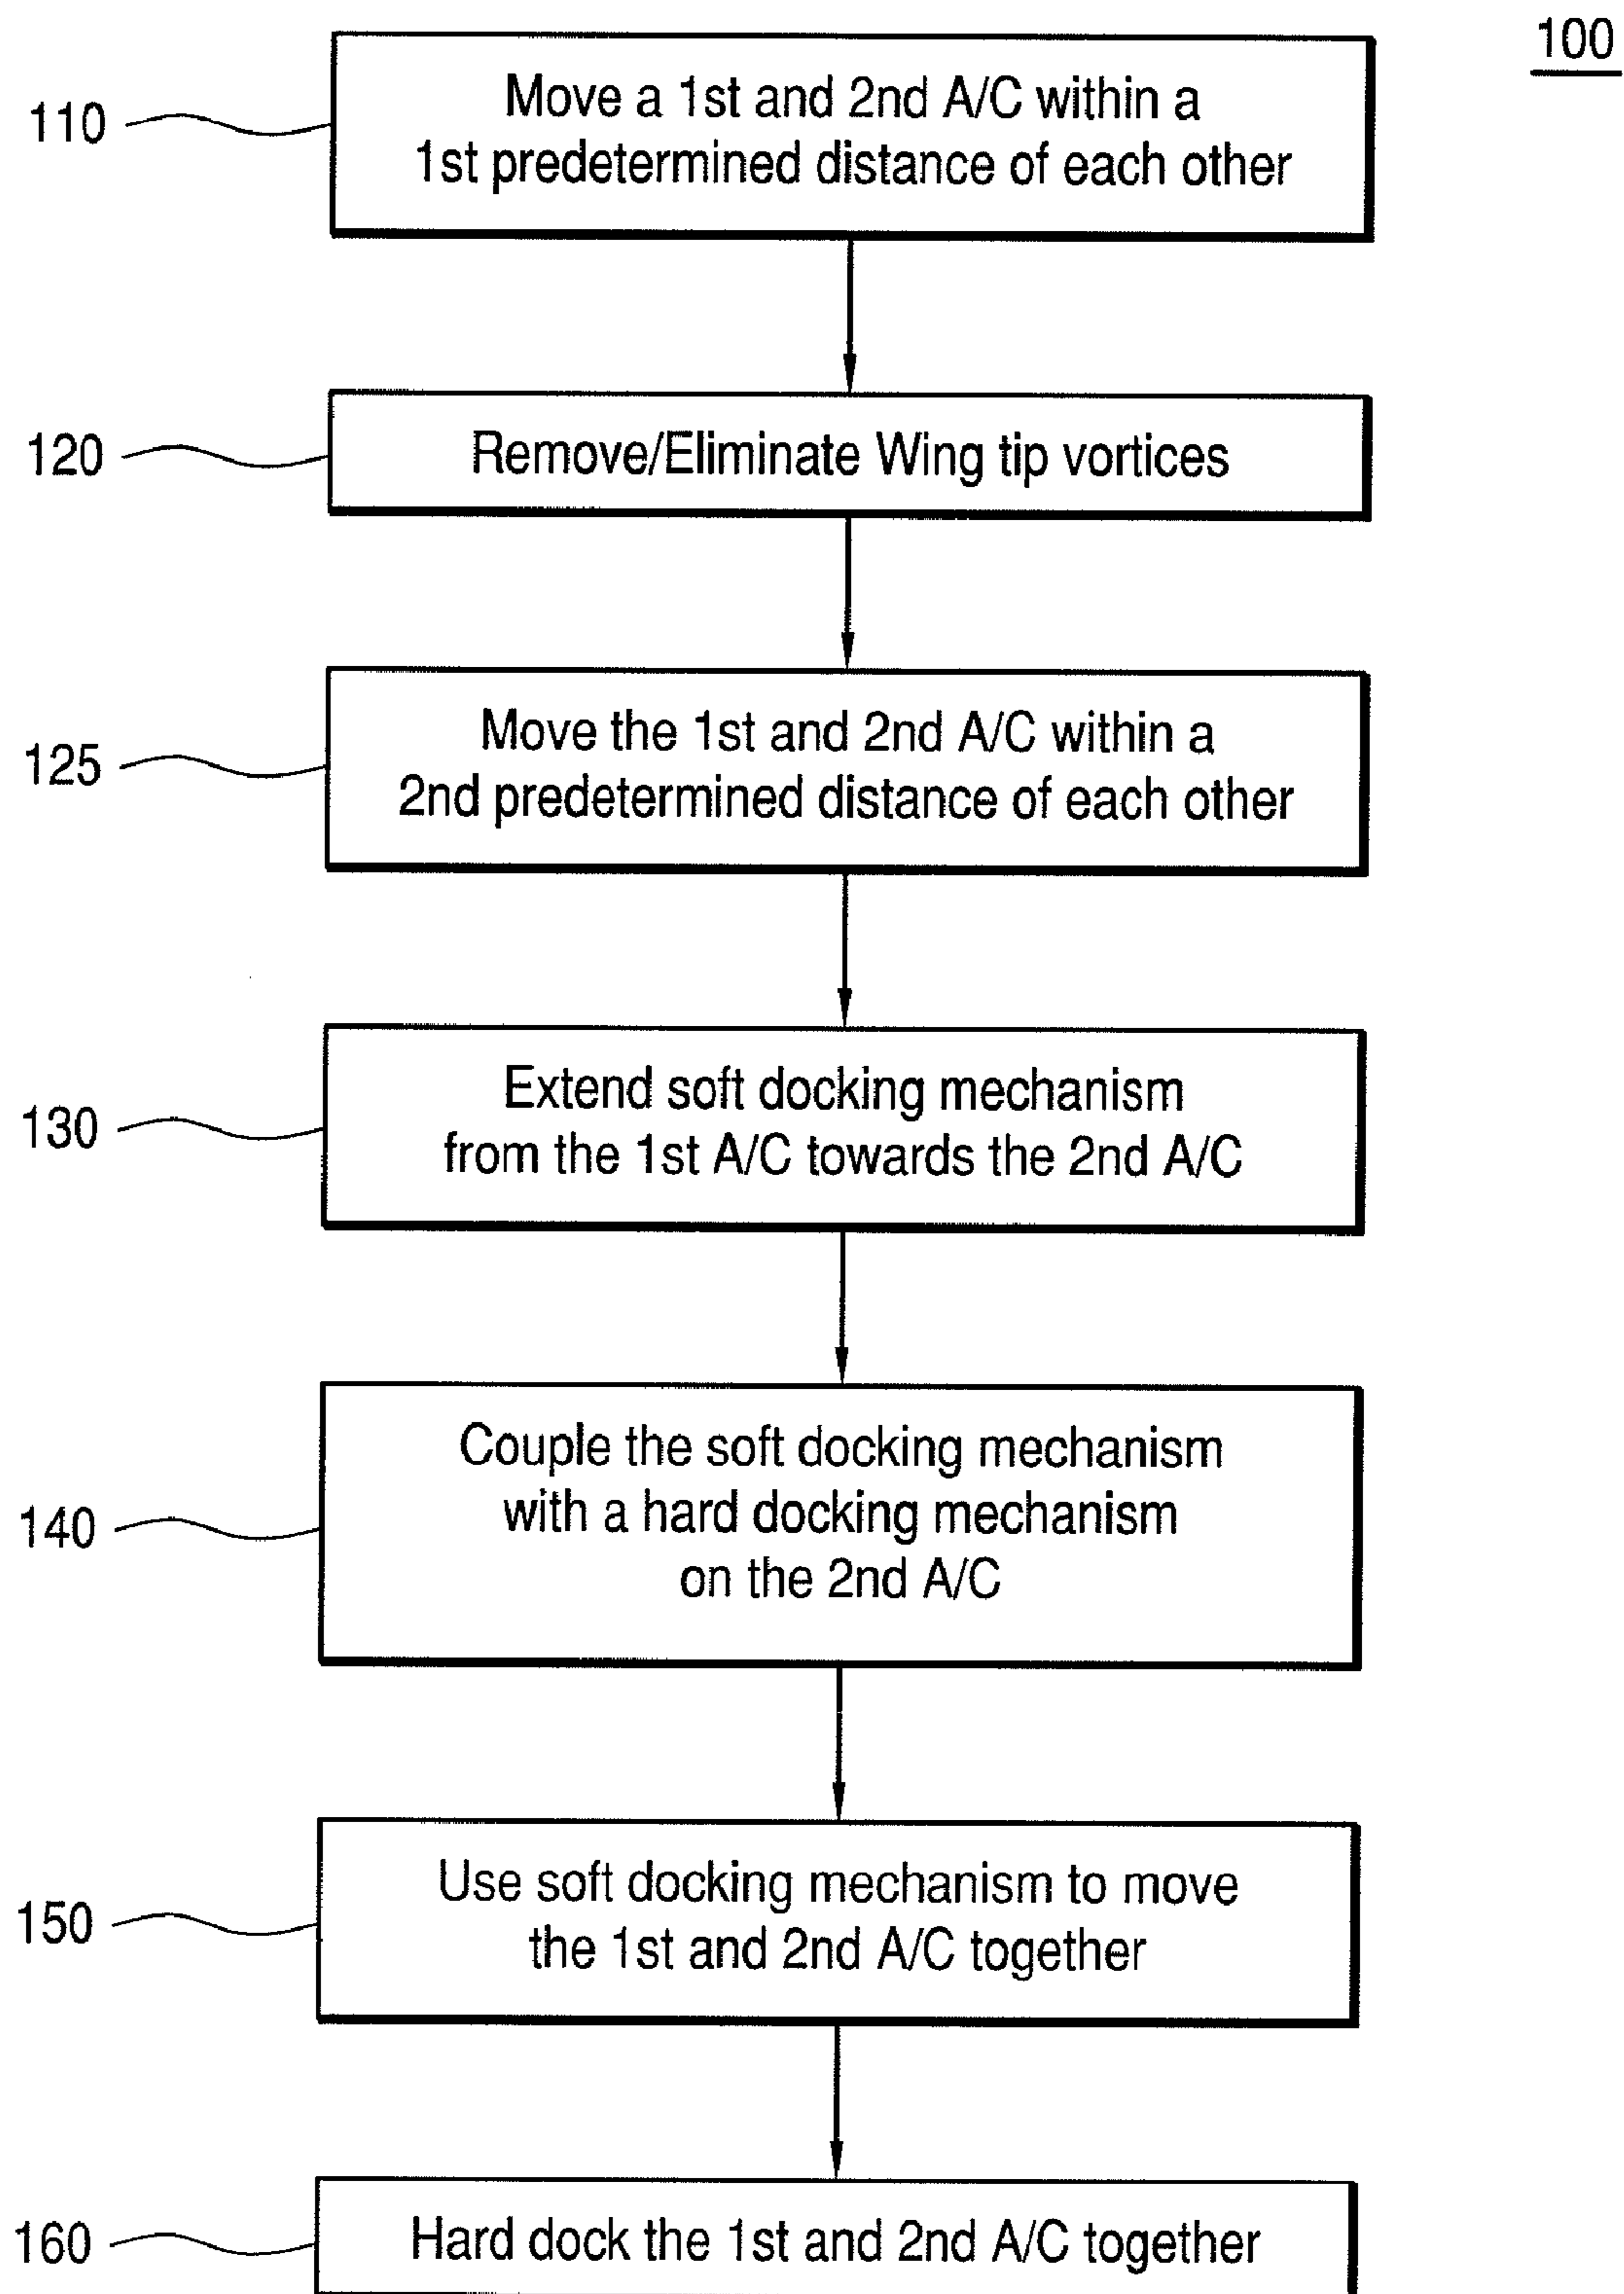 100
110
Move a 1st and 2nd A/C within a
1st predetermined distance of each other
120
Remove/Eliminate Wing tip vortices
125
Move the 1st and 2nd A/C within a
2nd predetermined distance of each other
130
Extend soft docking mechanism
from the 1st A/C towards the 2nd A/C
140
Couple the soft docking mechanism
with a hard docking mechanism
on the 2nd A/C
150
Use soft docking mechanism to move
the 1st and 2nd A/C together
160
Hard dock the 1st and 2nd A/C together